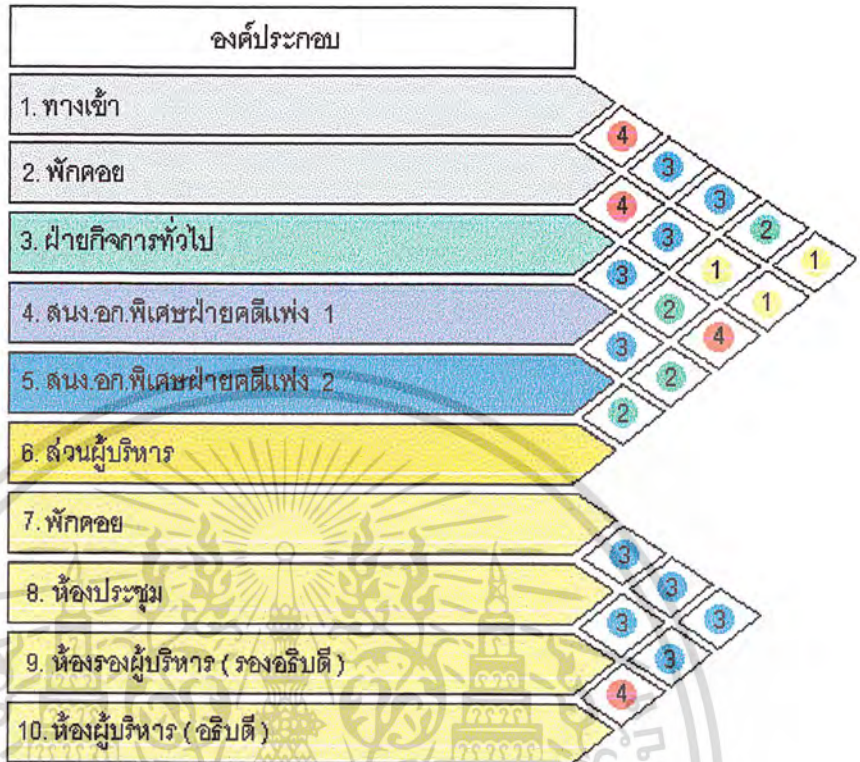 องค์ประกอบ
1. ทางเข้า
4 3 3 2 1
2. พักคอย
4 3 1 1
3. ฝ่ายกิจการทั่วไป
3 2 4
4. สนง.อก.พิเศษฝ่ายคดีแพ่ง 1
3 2
5. สนง.อก.พิเศษฝ่ายคดีแพ่ง 2
2
6. ส่วนผู้บริหาร
7. พักคอย
3 3 3
8. ห้องประชุม
3 3
9. ห้องรองผู้บริหาร ( รองอธิบดี )
4
10. ห้องผู้บริหาร ( อธิบดี )